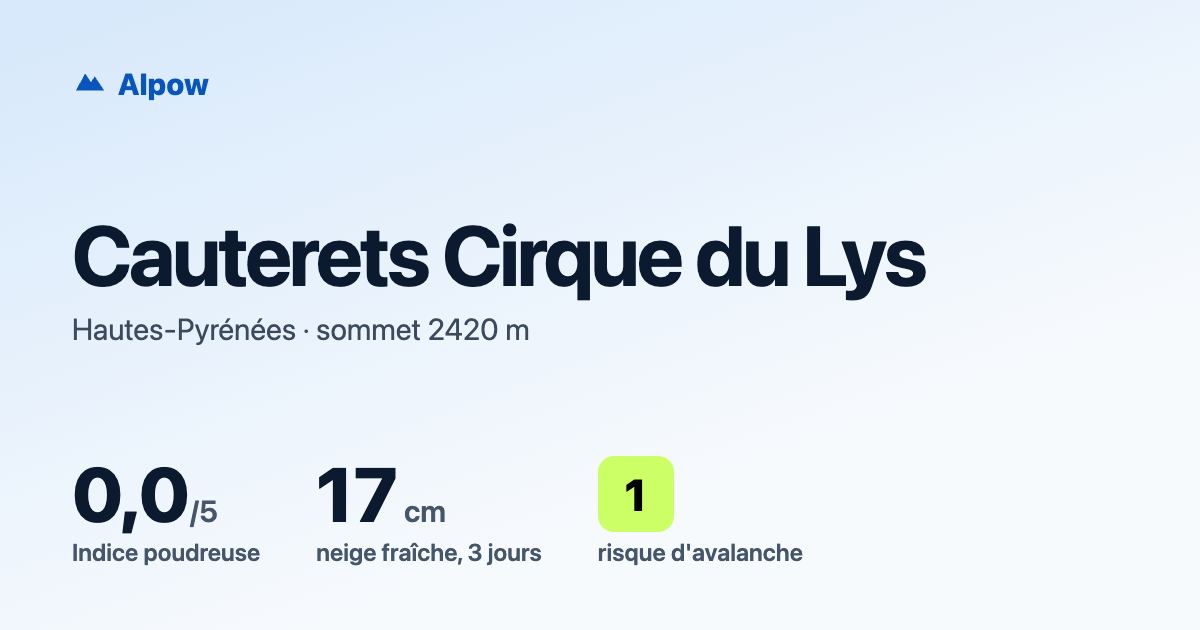 Alpow
Cauterets Cirque du Lys
Hautes-Pyrénées · sommet 2420 m
0,0/5
Indice poudreuse
17 cm
neige fraîche, 3 jours
1
risque d'avalanche